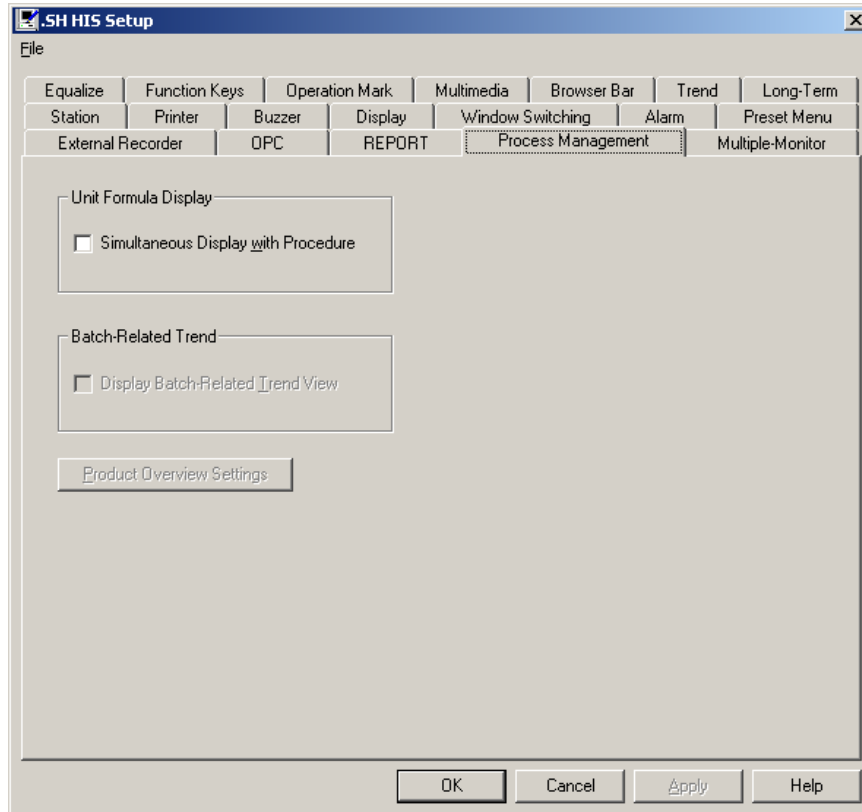 .SH HIS Setup
File
Equalize Function Keys Operation Mark Multimedia Browser Bar Trend Long-Term
Station Printer Buzzer Display Window Switching Alarm Preset Menu
External Recorder OPC REPORT Process Management Multiple-Monitor
Unit Formula Display
Simultaneous Display with Procedure
Batch-Related Trend
Display Batch-Related Trend View
Product Overview Settings
OK Cancel Apply Help